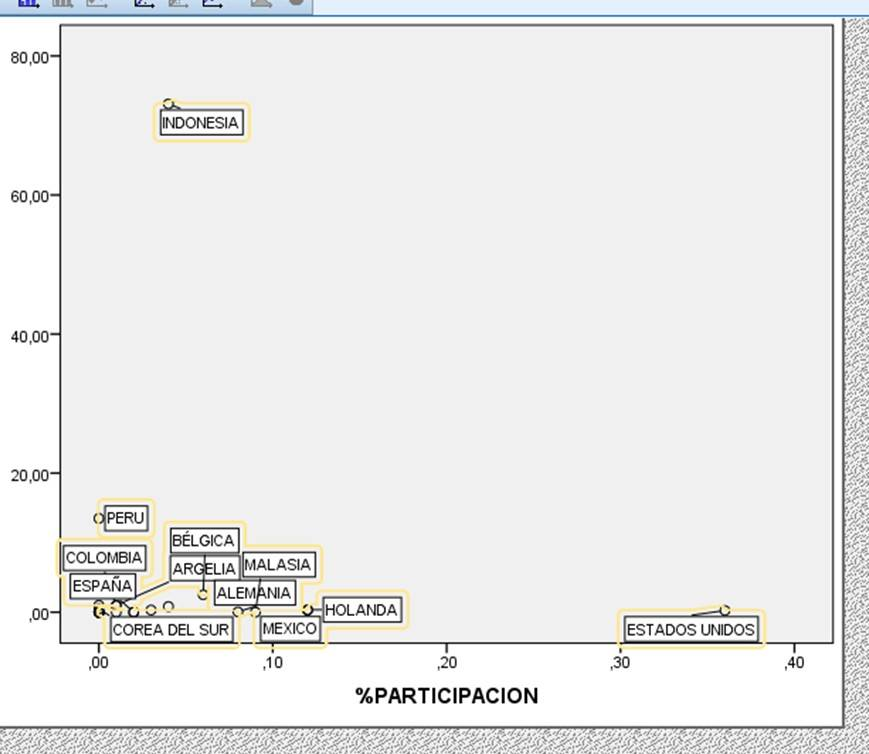 80,00
INDONESIA
60,00
40,00
20,00
PERU
BÉLGICA
COLOMBIA
ARGELIA
MALASIA
ESPAÑA
ALEMANIA
,00
HOLANDA
COREA DEL SUR
MEXICO
ESTADOS UNIDOS
,00 ,10 ,20 ,30 ,40
%PARTICIPACION